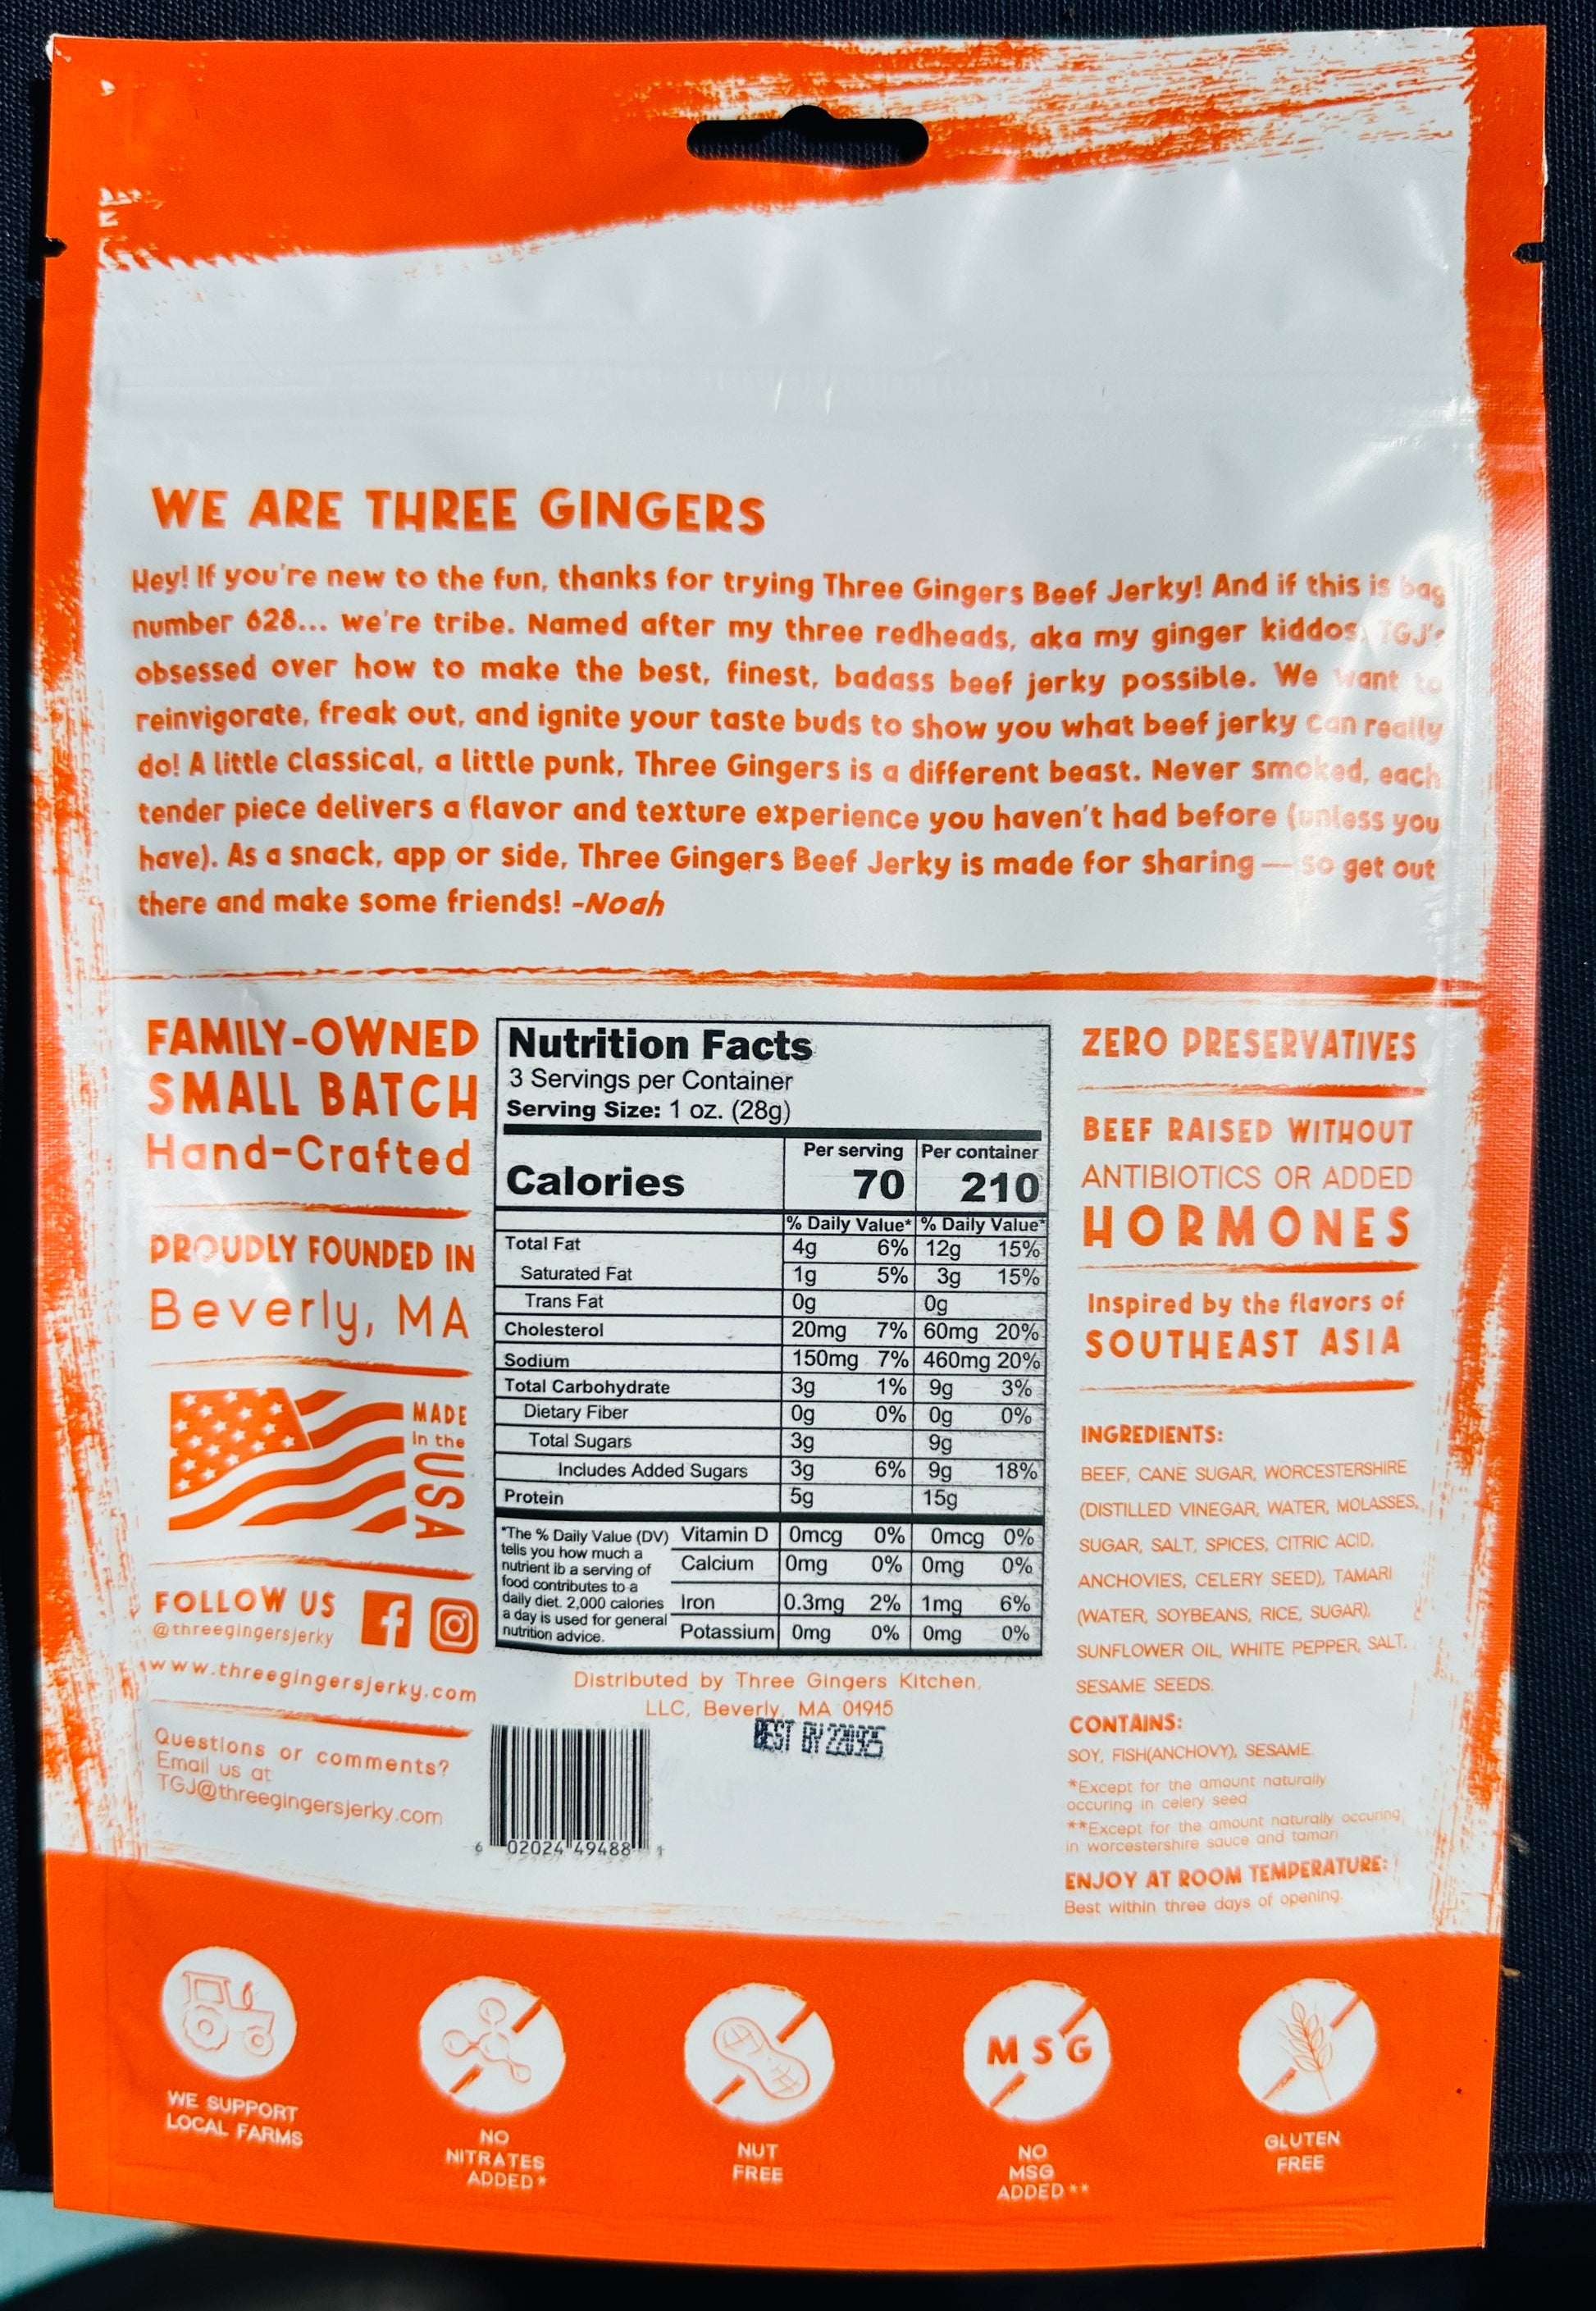 WE ARE THREE GINGERS
Hey! If you're new to the fun, thanks for trying Three Gingers Beef Jerky! And if this is bag
number 628... we're tribe. Named after my three redheads, aka my ginger kiddos, TGJ's
obsessed over how to make the best, finest, badass beef jerky possible. We want to
reinvigorate, freak out, and ignite your taste buds to show you what beef jerky can really
do! A little classical, a little punk, Three Gingers is a different beast. Never smoked, each
tender piece delivers a flavor and texture experience you haven't had before (unless you
have). As a snack, app or side, Three Gingers Beef Jerky is made for sharing — so get out
there and make some friends! -Noah
FAMILY-OWNED
SMALL BATCH
Hand-Crafted
PROUDLY FOUNDED IN
Beverly, MA
MADE
In the
USA
FOLLOW US
@threegingersjerky
www.threegingersjerky.com
Questions or comments?
Email us at
TGJ@threegingersjerky.com
Nutrition Facts
3 Servings per Container
Serving Size: 1 oz. (28g)
Per serving Per container
Calories 70 210
% Daily Value* % Daily Value*
Total Fat 4g 6% 12g 15%
Saturated Fat 1g 5% 3g 15%
Trans Fat 0g 0g
Cholesterol 20mg 7% 60mg 20%
Sodium 150mg 7% 460mg 20%
Total Carbohydrate 3g 1% 9g 3%
Dietary Fiber 0g 0% 0g 0%
Total Sugars 3g 9g
Includes Added Sugars 3g 6% 9g 18%
Protein 5g 15g
*The % Daily Value (DV)
tells you how much a
nutrient ib a serving of
food contributes to a
daily diet. 2,000 calories
a day is used for general
nutrition advice.
Vitamin D 0mcg 0% 0mcg 0%
Calcium 0mg 0% 0mg 0%
Iron 0.3mg 2% 1mg 6%
Potassium 0mg 0% 0mg 0%
Distributed by Three Gingers Kitchen,
LLC, Beverly, MA 01915
BEST BY
6 02024 49488 1
ZERO PRESERVATIVES
BEEF RAISED WITHOUT
ANTIBIOTICS OR ADDED
HORMONES
Inspired by the flavors of
SOUTHEAST ASIA
INGREDIENTS:
BEEF, CANE SUGAR, WORCESTERSHIRE
(DISTILLED VINEGAR, WATER, MOLASSES,
SUGAR, SALT, SPICES, CITRIC ACID,
ANCHOVIES, CELERY SEED), TAMARI
(WATER, SOYBEANS, RICE, SUGAR),
SUNFLOWER OIL, WHITE PEPPER, SALT,
SESAME SEEDS.
CONTAINS:
SOY, FISH(ANCHOVY), SESAME.
*Except for the amount naturally
occuring in celery seed
**Except for the amount naturally occuring
in worcestershire sauce and tamari
ENJOY AT ROOM TEMPERATURE:
Best within three days of opening.
WE SUPPORT
LOCAL FARMS
NO
NITRATES
ADDED*
NUT
FREE
MSG
NO
MSG
ADDED**
GLUTEN
FREE